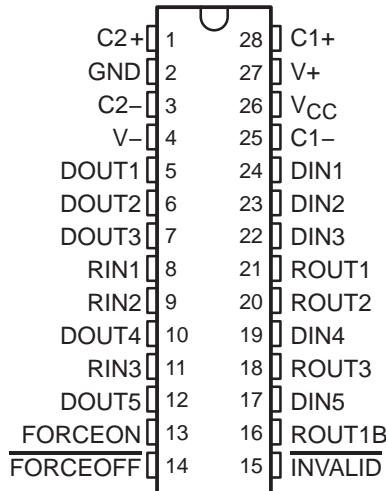 C2+ 1 28 C1+
GND 2 27 V+
C2− 3 26 VCC
V− 4 25 C1−
DOUT1 5 24 DIN1
DOUT2 6 23 DIN2
DOUT3 7 22 DIN3
RIN1 8 21 ROUT1
RIN2 9 20 ROUT2
DOUT4 10 19 DIN4
RIN3 11 18 ROUT3
DOUT5 12 17 DIN5
FORCEON 13 16 ROUT1B
FORCEOFF 14 15 INVALID